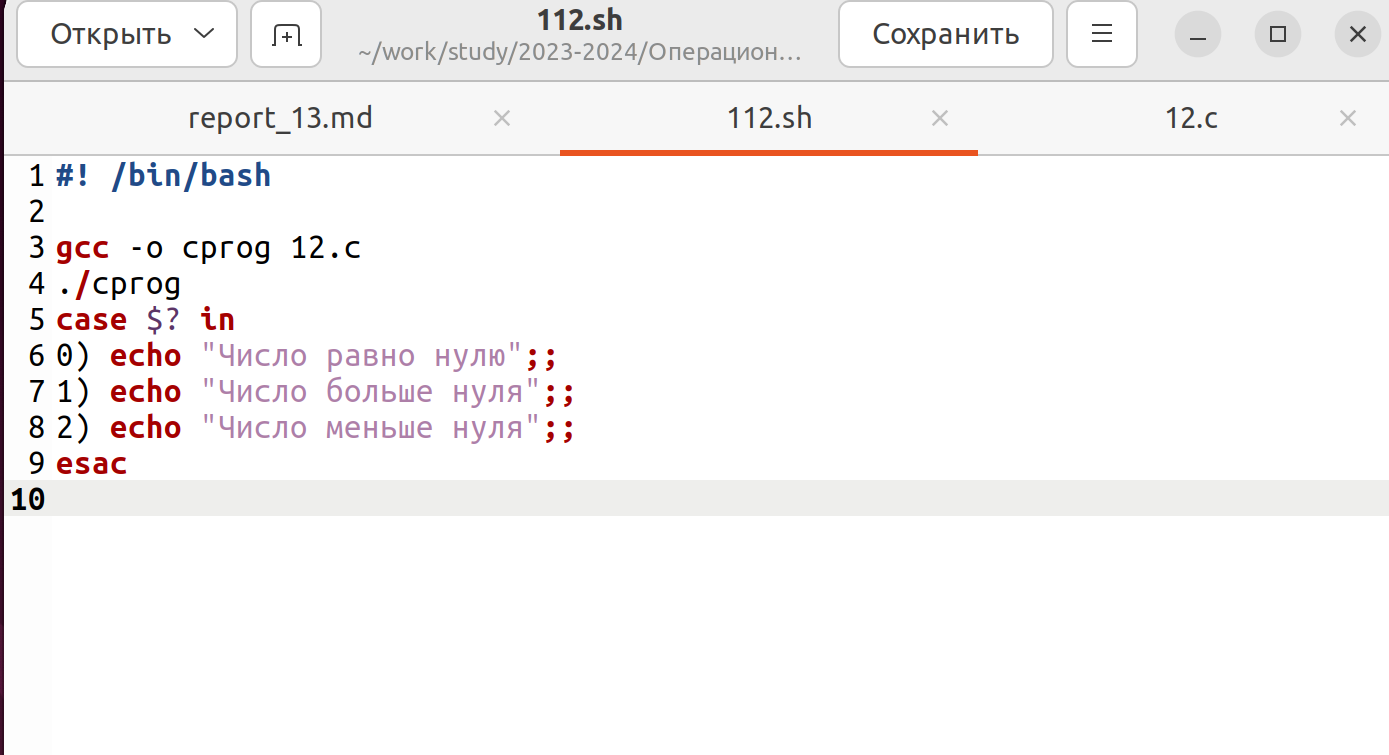 Открыть
112.sh
~/work/study/2023-2024/Операцион…
Сохранить
report_13.md
112.sh
12.c
1 #! /bin/bash
2
3 gcc -o cprog 12.c
4 ./cprog
5 case $? in
6 0) echo "Число равно нулю";;
7 1) echo "Число больше нуля";;
8 2) echo "Число меньше нуля";;
9 esac
10